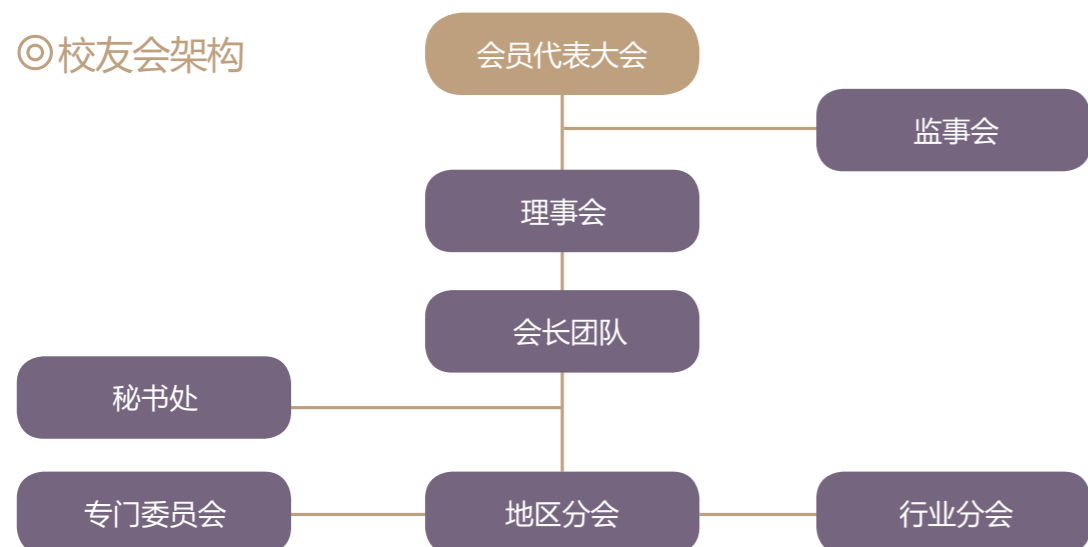 校友会架构
会员代表大会
监事会
理事会
会长团队
秘书处
专门委员会
地区分会
行业分会